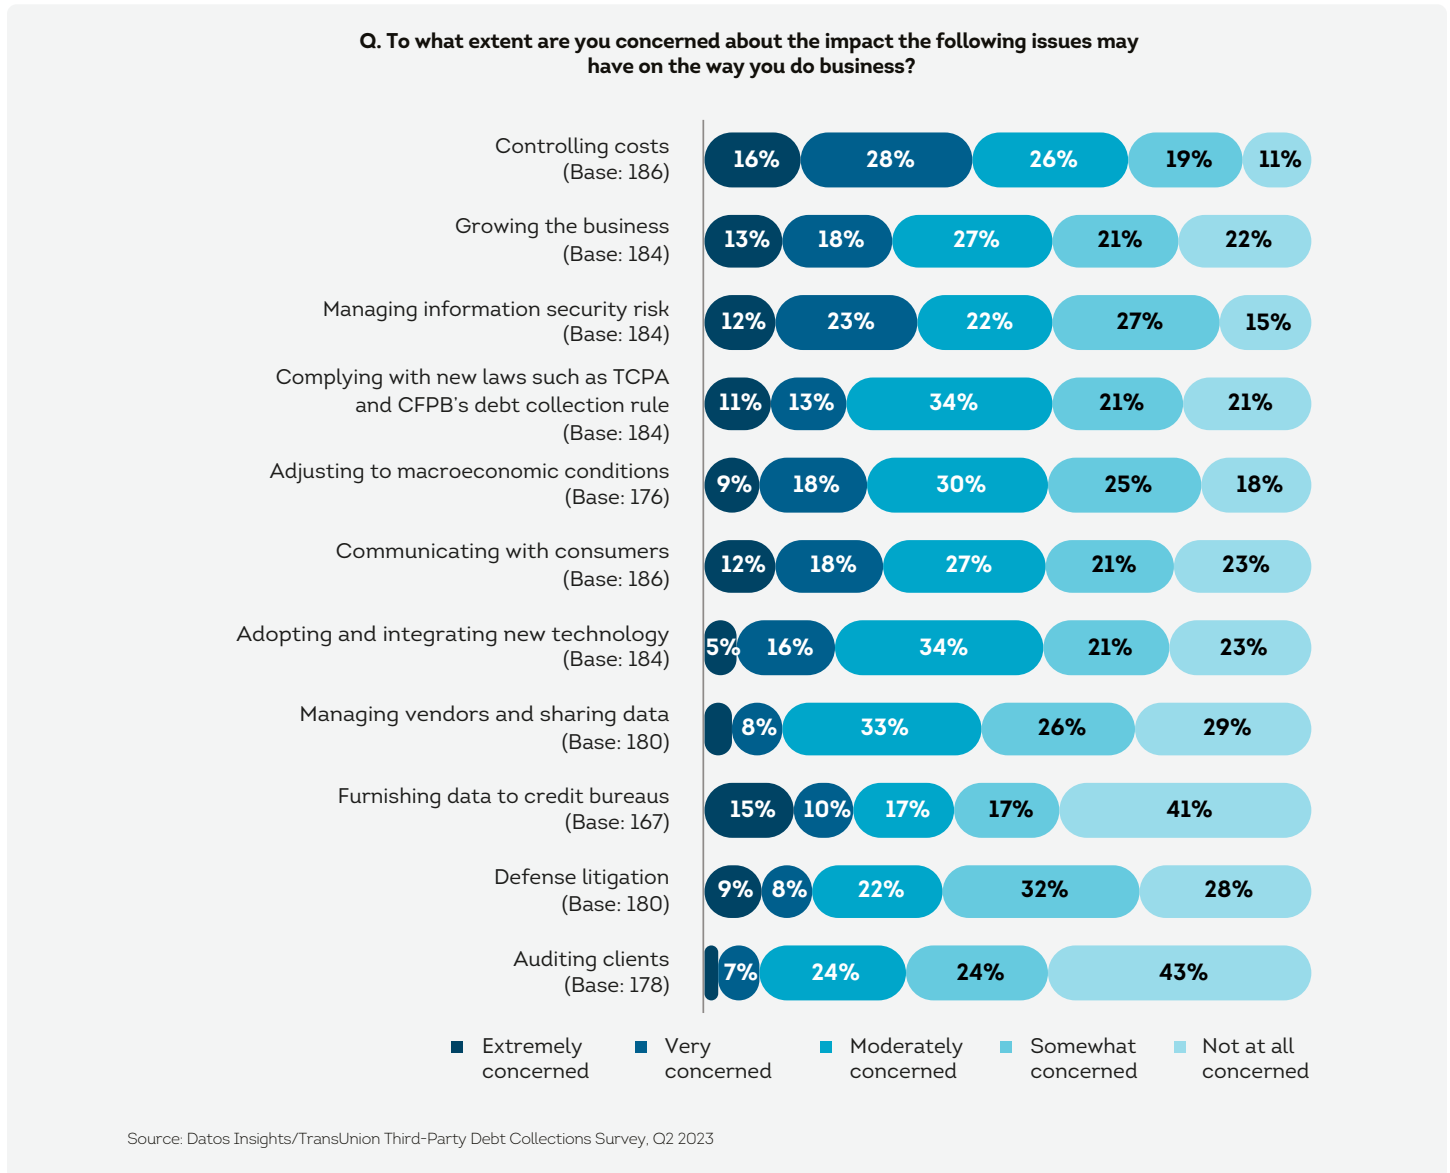 Q. To what extent are you concerned about the impact the following issues may
have on the way you do business?
Controlling costs
(Base: 186)
16% 28% 26% 19% 11%
Growing the business
(Base: 184)
13% 18% 27% 21% 22%
Managing information security risk
(Base: 184)
12% 23% 22% 27% 15%
Complying with new laws such as TCPA
and CFPB’s debt collection rule
(Base: 184)
11% 13% 34% 21% 21%
Adjusting to macroeconomic conditions
(Base: 176)
9% 18% 30% 25% 18%
Communicating with consumers
(Base: 186)
12% 18% 27% 21% 23%
Adopting and integrating new technology
(Base: 184)
5% 16% 34% 21% 23%
Managing vendors and sharing data
(Base: 180)
8% 33% 26% 29%
Furnishing data to credit bureaus
(Base: 167)
15% 10% 17% 17% 41%
Defense litigation
(Base: 180)
9% 8% 22% 32% 28%
Auditing clients
(Base: 178)
7% 24% 24% 43%
Extremely
concerned
Very
concerned
Moderately
concerned
Somewhat
concerned
Not at all
concerned
Source: Datos Insights/TransUnion Third-Party Debt Collections Survey, Q2 2023